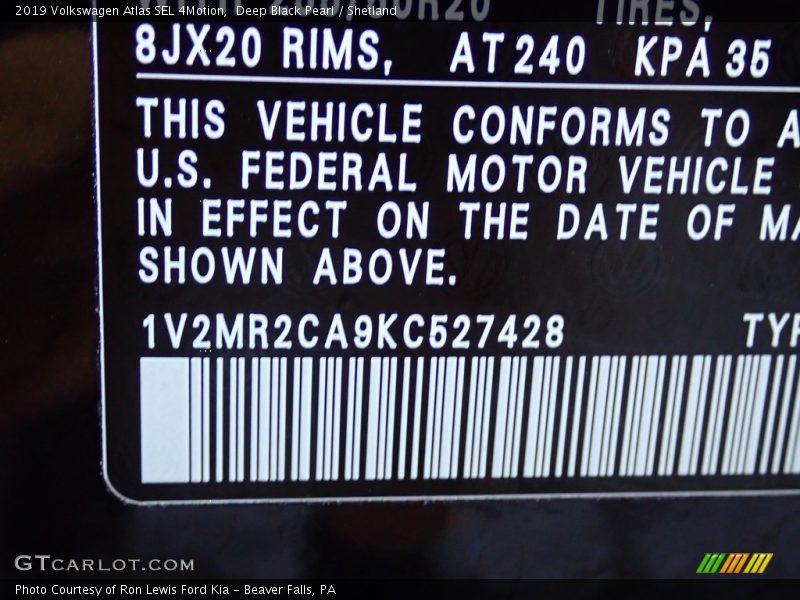 2019 Volkswagen Atlas SEL 4Motion, Deep Black Pearl / Shetland
TIRES,
8JX20 RIMS, AT 240 KPA 35
THIS VEHICLE CONFORMS TO A
U.S. FEDERAL MOTOR VEHICLE
IN EFFECT ON THE DATE OF MA
SHOWN ABOVE.
1V2MR2CA9KC527428 TYP
GTCARLOT.COM
Photo Courtesy of Ron Lewis Ford Kia - Beaver Falls, PA